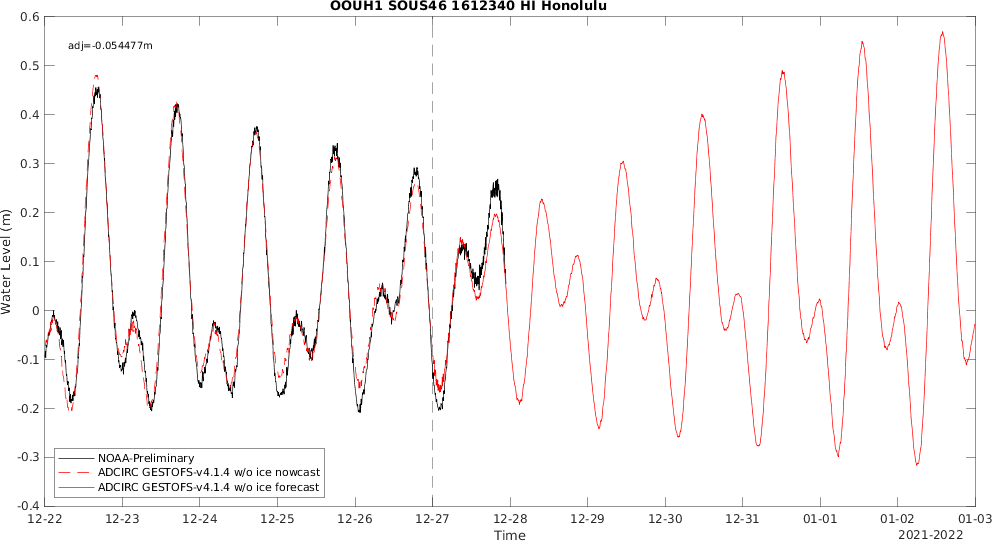 OOUH1 SOUS46 1612340 HI Honolulu
adj=-0.054477m
Water Level (m)
0.6
0.5
0.4
0.3
0.2
0.1
0
-0.1
-0.2
-0.3
-0.4
NOAA-Preliminary
ADCIRC GESTOFS-v4.1.4 w/o ice nowcast
ADCIRC GESTOFS-v4.1.4 w/o ice forecast
12-22 12-23 12-24 12-25 12-26 12-27 12-28 12-29 12-30 12-31 01-01 01-02 01-03
Time
2021-2022